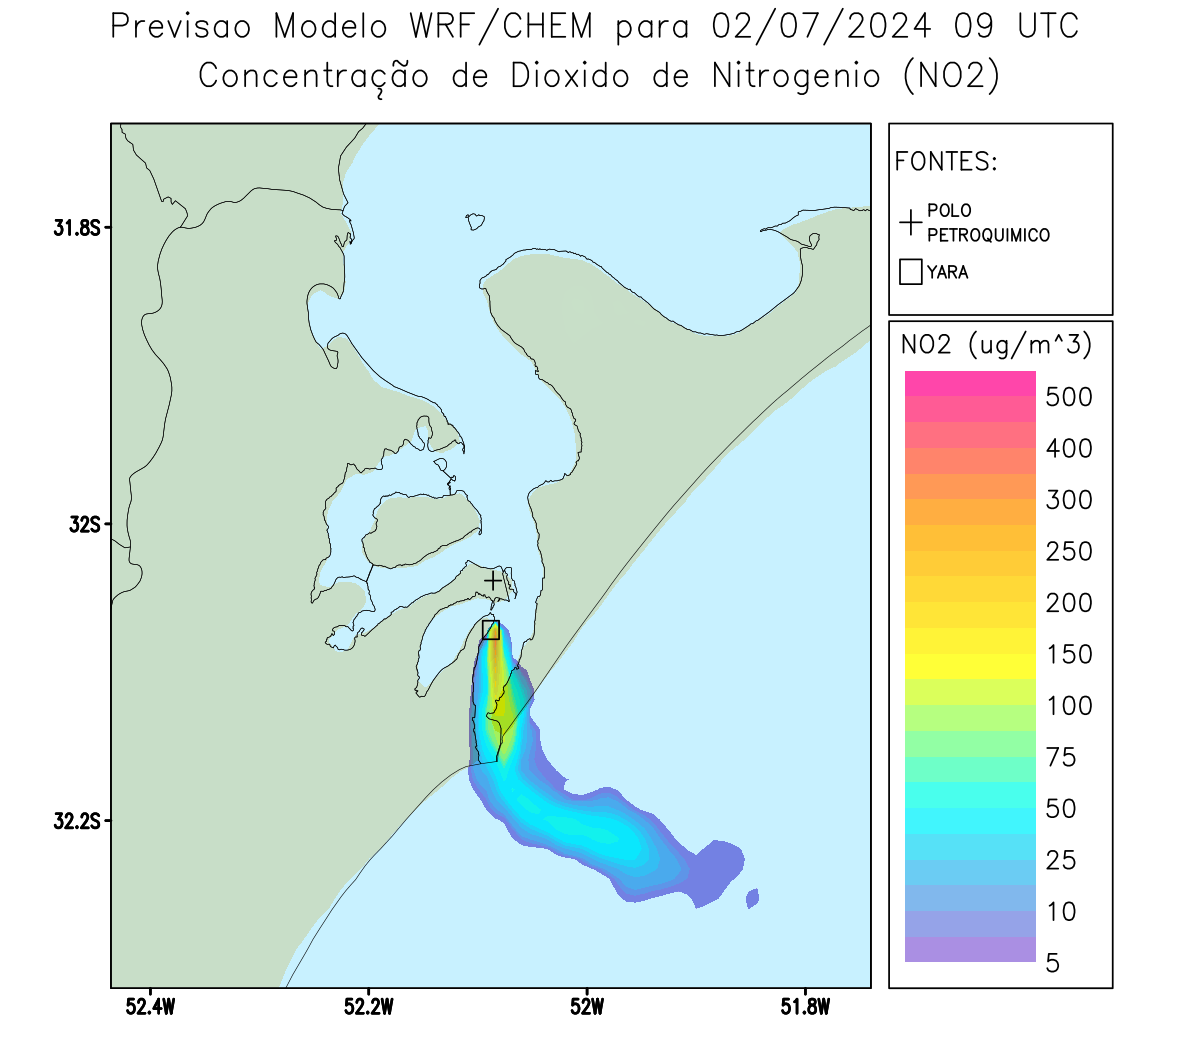 Previsao Modelo WRF/CHEM para 02/07/2024 09 UTC
Concentração de Dioxido de Nitrogenio (NO2)
FONTES:
POLO
PETROQUIMICO
YARA
NO2 (ug/m^3)
500
400
300
250
200
150
100
75
50
25
10
5
31.8S
32S
32.2S
52.4W
52.2W
52W
51.8W